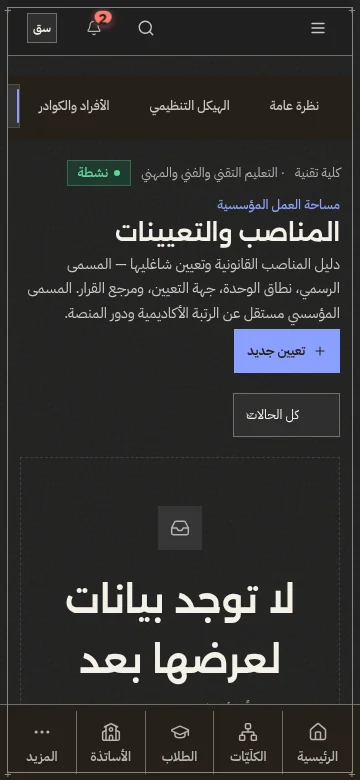 سق
2
نظرة عامة
الهيكل التنظيمي
الأفراد والكوادر
كلية تقنية · التعليم التقني والفني والمهني
نشطة
مساحة العمل المؤسسية
المناصب والتعيينات
دليل المناصب القانونية وتعيين شاغليها — المسمى
الرسمي، نطاق الوحدة، جهة التعيين، ومرجع القرار. المسمى
المؤسسي مستقل عن الرتبة الأكاديمية ودور المنصة.
+ تعيين جديد
كل الحالات
لا توجد بيانات
لعرضها بعد
الرئيسية
الكليّات
الطلاب
الأساتذة
المزيد